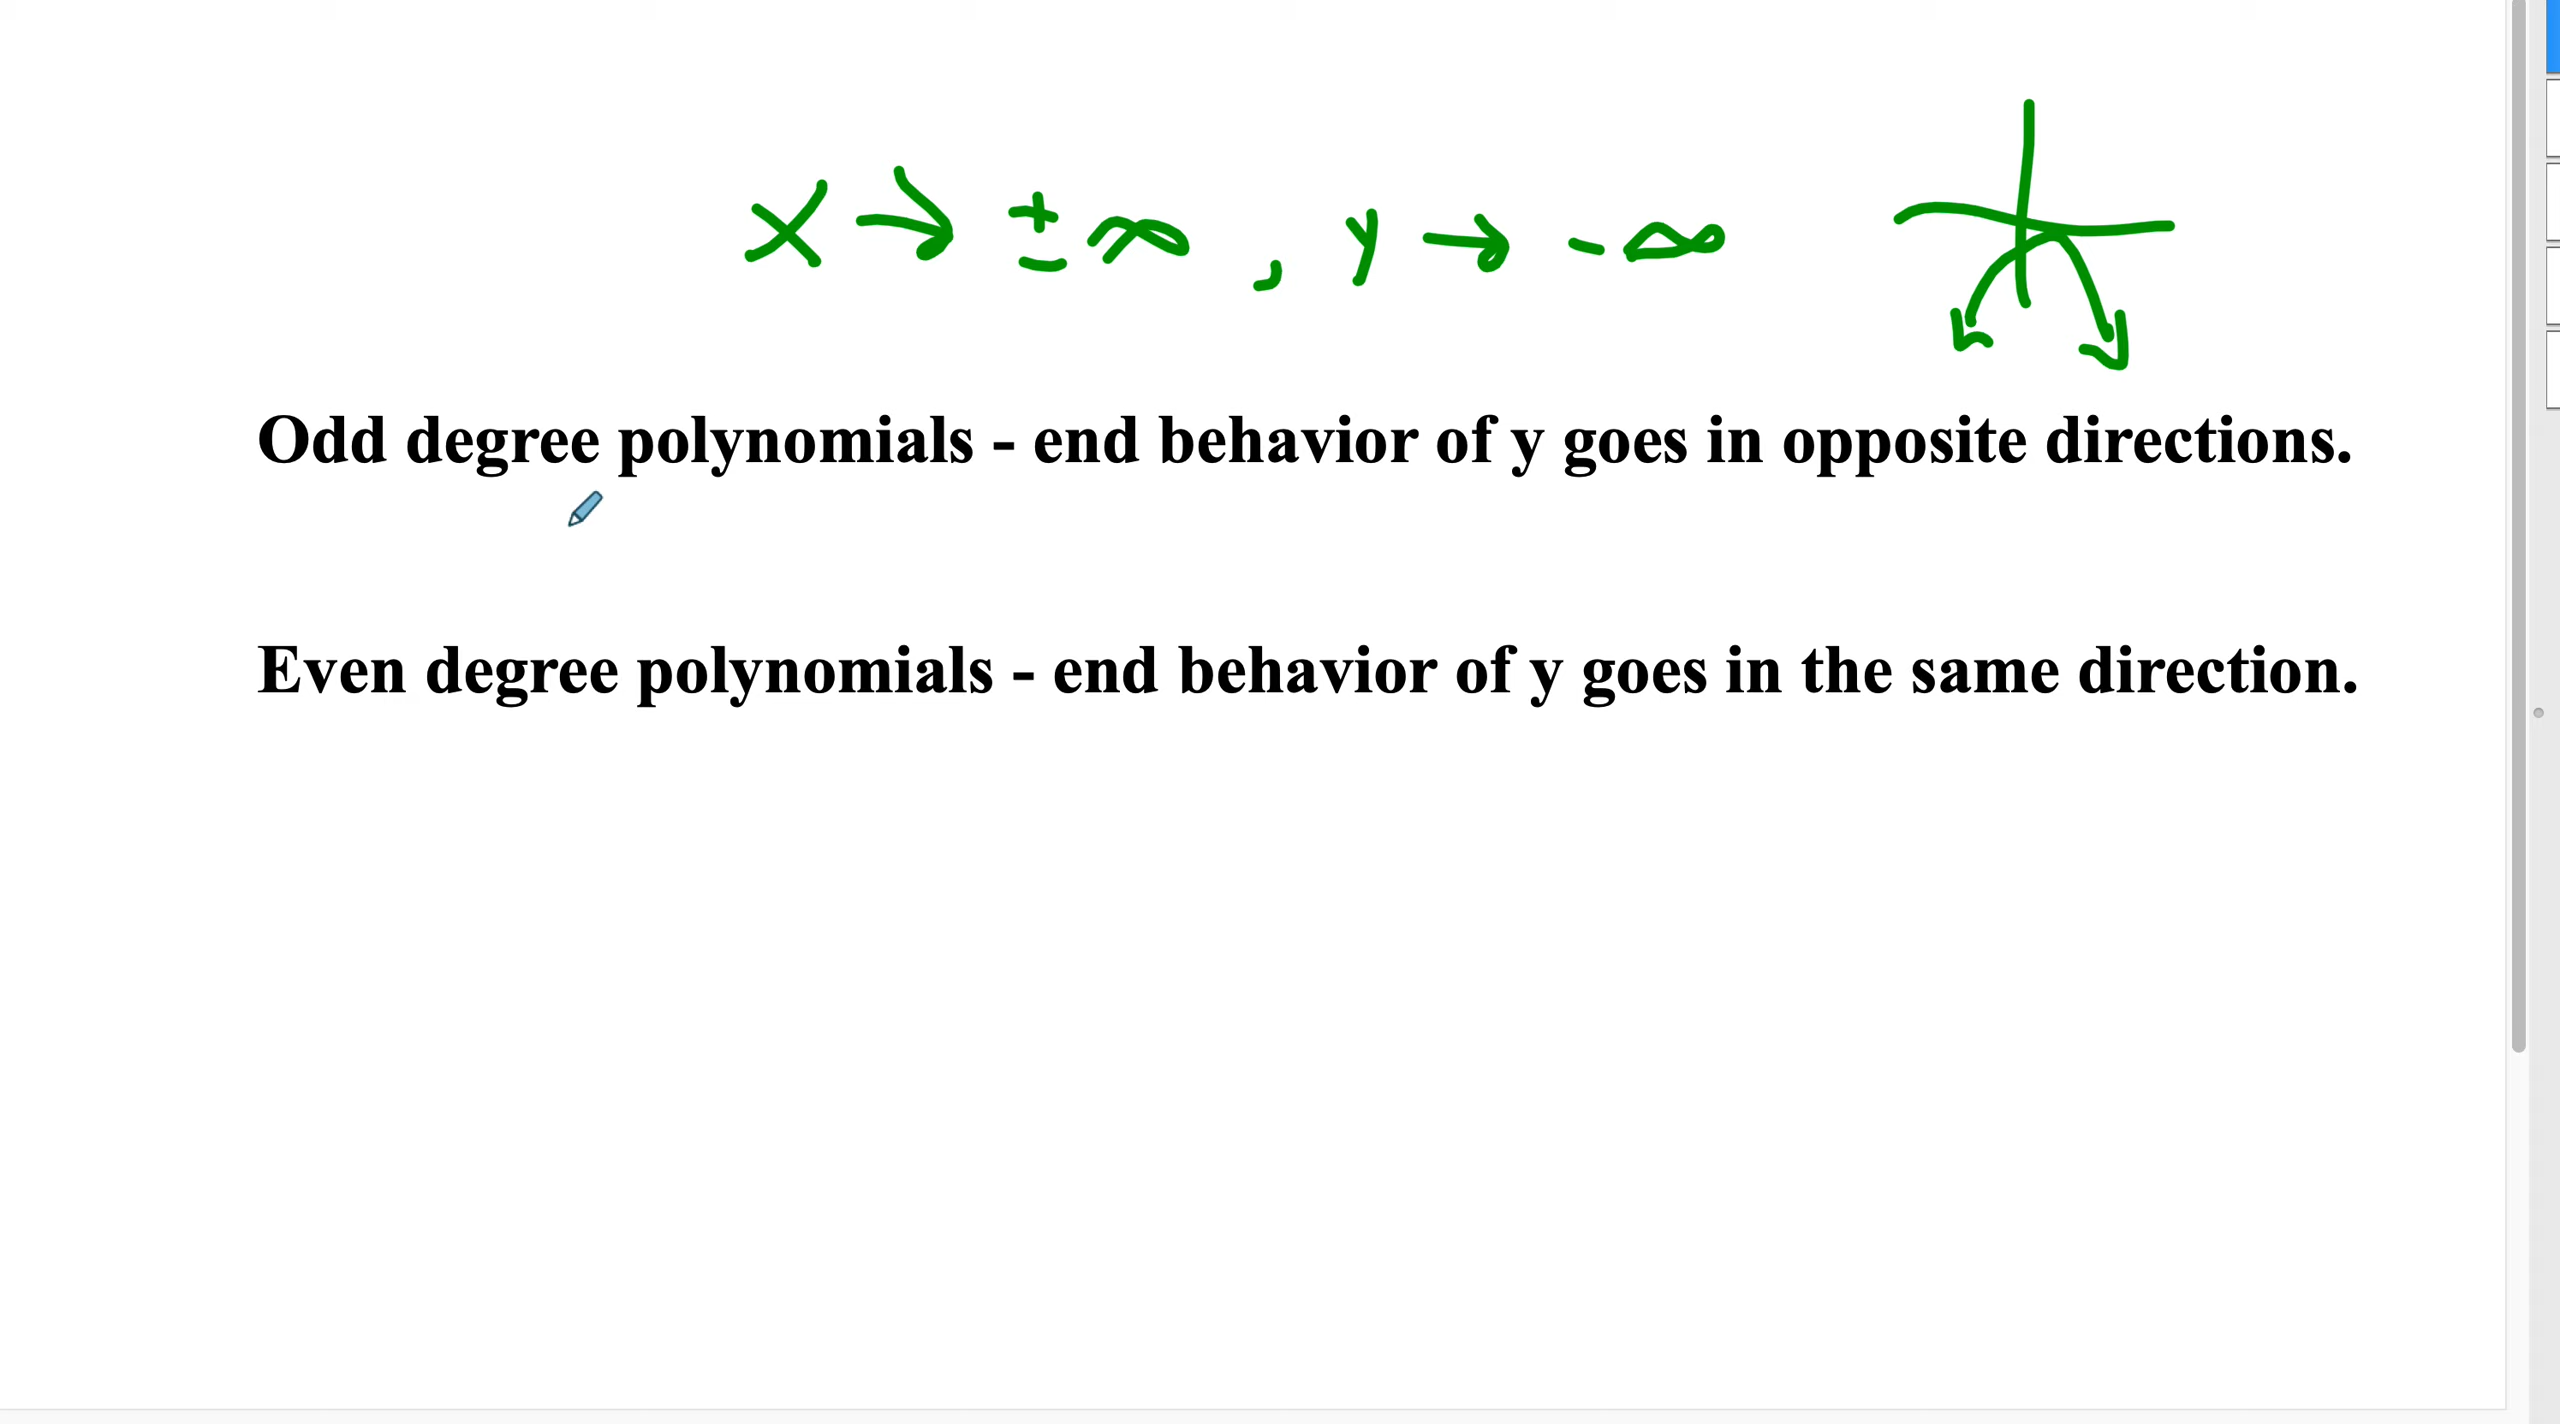 x → ± ∞ , y → - ∞
Odd degree polynomials - end behavior of y goes in opposite directions.
Even degree polynomials - end behavior of y goes in the same direction.